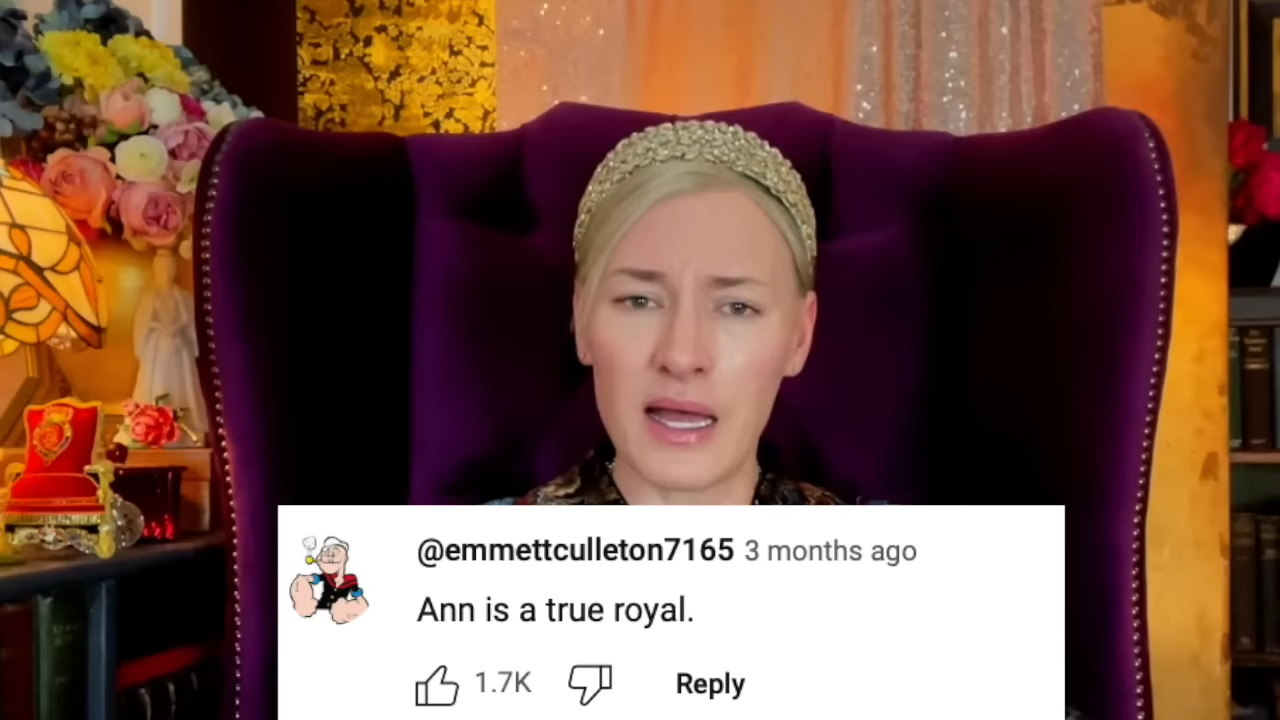 @emmettculleton7165 3 months ago
Ann is a true royal.
1.7K Reply